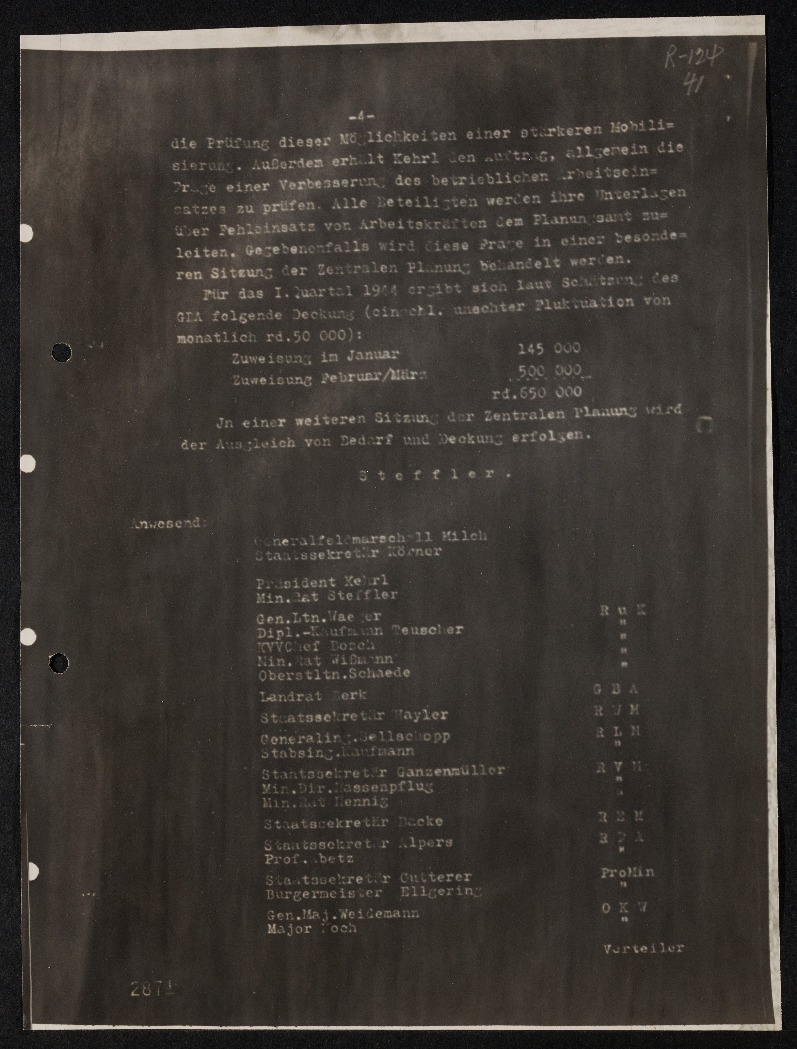 R-124
41
-4-
die Prüfung dieser Möglichkeiten einer stärkeren Mobili=
sierung. Außerdem erhält Kehrl den Auftrag, allgemein die
Frage einer Verbesserung des betrieblichen Arbeitsein=
satzes zu prüfen. Alle Beteiligten werden ihre Unterlagen
über Fehleinsatz von Arbeitskräften dem Planungsamt zu=
leiten. Gegebenenfalls wird diese Frage in einer besonde=
ren Sitzung der Zentralen Planung behandelt werden.
Für das I.Quartal 1944 ergibt sich laut Schätzung des
GBA folgende Deckung (einschl. unechter Fluktuation von
monatlich rd.50 000):
Zuweisung im Januar 145 000
Zuweisung Februar/März 500 000
rd.650 000
Jn einer weiteren Sitzung der Zentralen Planung wird
der Ausgleich von Bedarf und Deckung erfolgen.
S t e f f l e r .
Anwesend:
Generalfeldmarschall Milch
Staatssekretär Körner
Präsident Kehrl
Min.Rat Steffler
Gen.Ltn.Waeger R u K
Dipl.-Kaufmann Teuscher "
KVVChef Bosch "
Min.Rat Wißmann "
Oberstltn.Schaede "
Landrat Berk G B A
Staatssekretär Hayler R W M
Generaling.Sellschopp R L M
Stabsing.Kaufmann "
Staatssekretär Ganzenmüller R V M
Min.Dir.Hassenpflug "
Min.Rat Hennig "
Staatssekretär Backe R E M
Staatssekretär Alpers R F A
Prof. "
Staatssekretär Gutterer ProMin
Bürgermeister Ellgering "
Gen.Maj.Weidemann O K W
Major "
Verteiler
2871